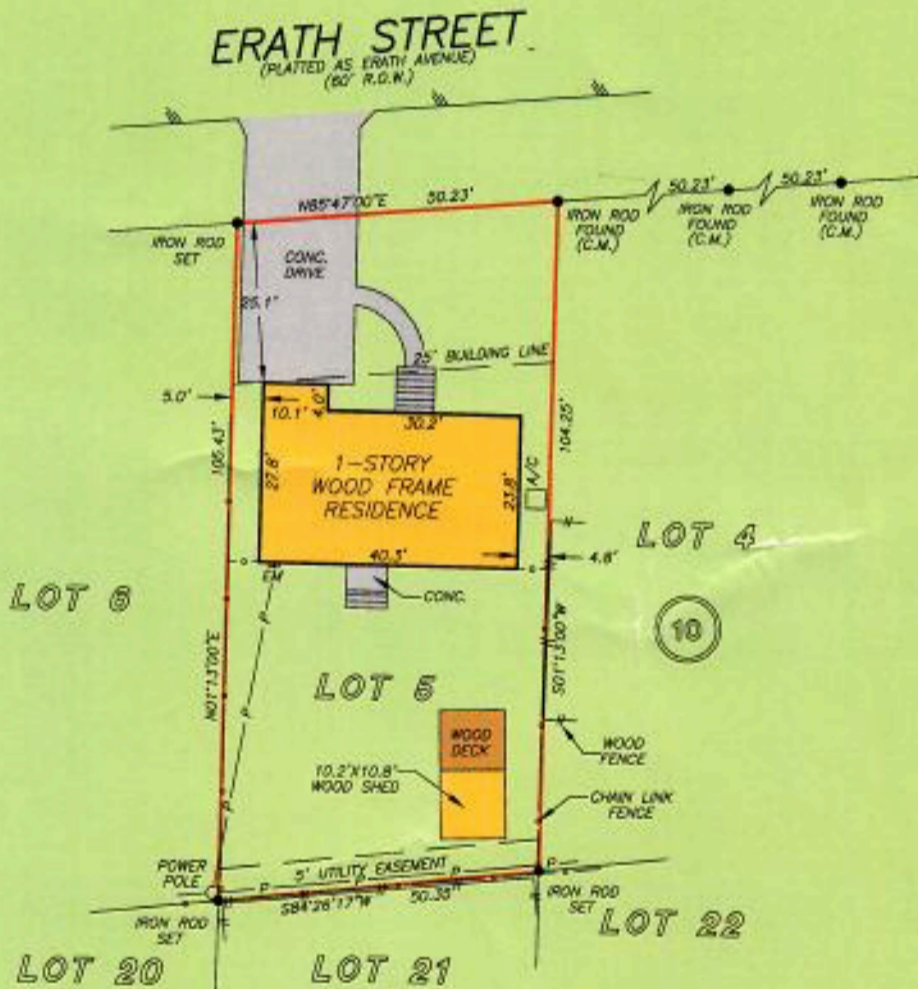 ERATH STREET
(PLATTED AS ERATH AVENUE)
(60' R.O.W.)
N85°47'00"E 50.23'
50.23'
50.23'
IRON ROD
SET
IRON ROD
FOUND
(C.M.)
IRON ROD
FOUND
(C.M.)
IRON ROD
FOUND
(C.M.)
CONC.
DRIVE
25.1'
25' BUILDING LINE
5.0'
10.1'
4.0'
30.2'
105.43'
104.25'
27.8'
1-STORY
WOOD FRAME
RESIDENCE
23.8'
A/C
40.3'
4.8'
LOT 4
EM
CONC.
LOT 6
10
N01°13'00"E
S01°13'00"W
LOT 5
WOOD
DECK
WOOD
FENCE
10.2'X10.8'
WOOD SHED
CHAIN LINK
FENCE
P
P
P
POWER
POLE
5' UTILITY EASEMENT
P
P
P
P
S84°26'17"W 50.35'
IRON ROD
SET
IRON ROD
SET
LOT 22
LOT 20
LOT 21